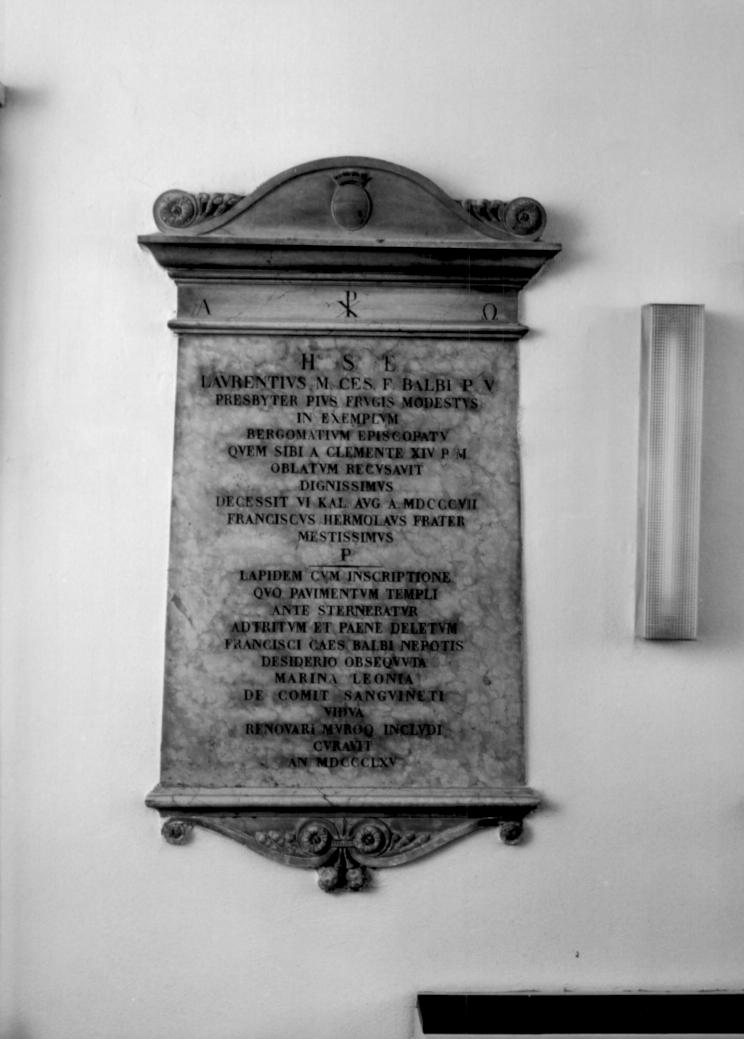 Α ☧ Ω
H S E
LAVRENTIVS M. CES. F. BALBI P. V
PRESBYTER PIVS FRVGIS MODESTVS
IN EXEMPLVM
BERGOMATIVM EPISCOPATV
QVEM SIBI A CLEMENTE XIV P M
OBLATVM RECVSAVIT
DIGNISSIMVS
DECESSIT VI KAL AVG A. MDCCCVII
FRANCISCVS HERMOLAVS FRATER
MESTISSIMVS
P
LAPIDEM CVM INSCRIPTIONE
QVO PAVIMENTVM TEMPLI
ANTE STERNEBATVR
ADTRITVM ET PAENE DELETVM
FRANCISCI CAES BALBI NEPOTIS
DESIDERIO OBSEQVVTA
MARINA LEONIA
DE COMIT SANGVINETI
VIDVA
RENOVARI MVROQ INCLVDI
CVRAVIT
AN MDCCCLXV